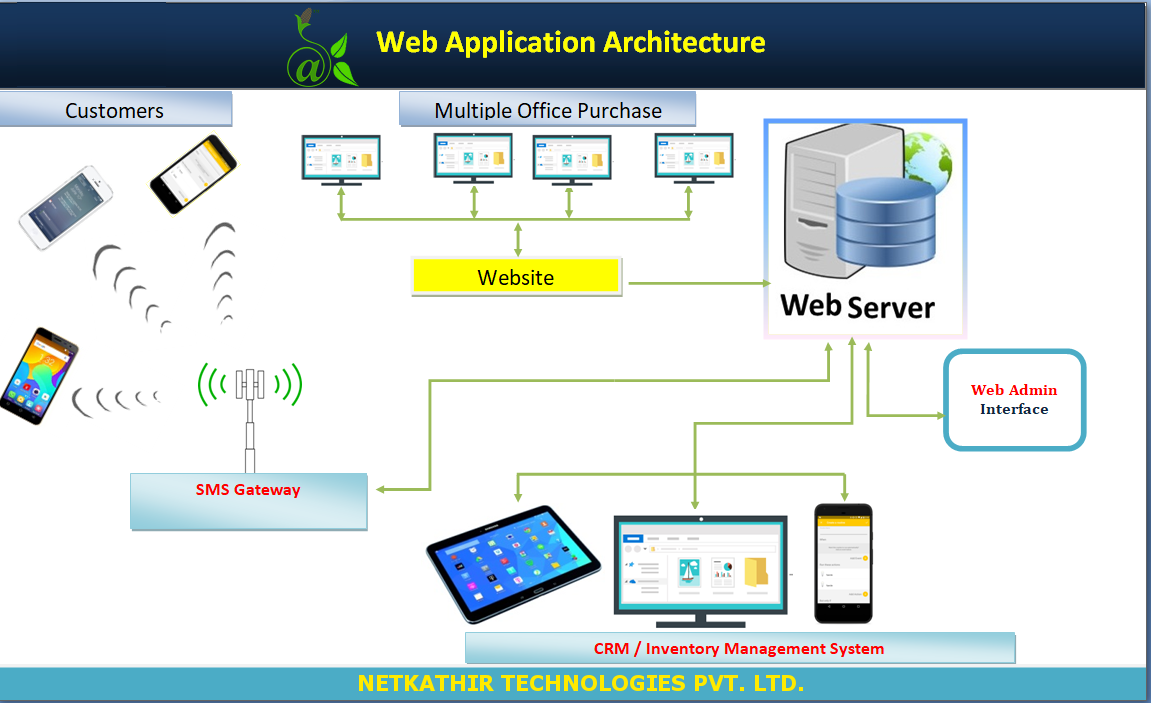 Web Application Architecture
Customers
Multiple Office Purchase
Website
Web Server
Web Admin
Interface
SMS Gateway
CRM / Inventory Management System
NETKATHIR TECHNOLOGIES PVT. LTD.